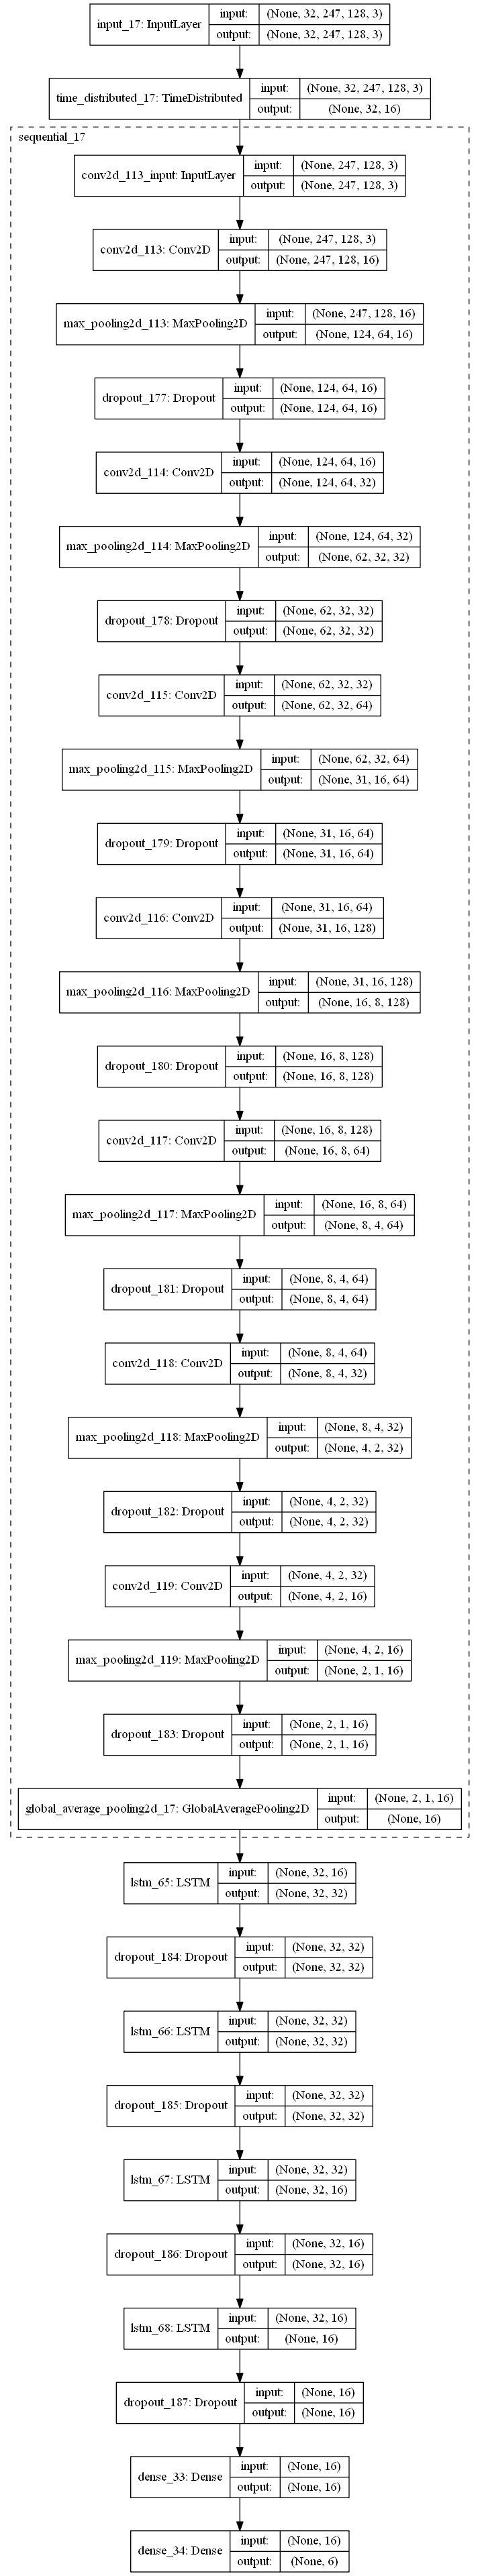 input_17: InputLayer input: (None, 32, 247, 128, 3)
output: (None, 32, 247, 128, 3)
time_distributed_17: TimeDistributed input: (None, 32, 247, 128, 3)
output: (None, 32, 16)
sequential_17
conv2d_113_input: InputLayer input: (None, 247, 128, 3)
output: (None, 247, 128, 3)
conv2d_113: Conv2D input: (None, 247, 128, 3)
output: (None, 247, 128, 16)
max_pooling2d_113: MaxPooling2D input: (None, 247, 128, 16)
output: (None, 124, 64, 16)
dropout_177: Dropout input: (None, 124, 64, 16)
output: (None, 124, 64, 16)
conv2d_114: Conv2D input: (None, 124, 64, 16)
output: (None, 124, 64, 32)
max_pooling2d_114: MaxPooling2D input: (None, 124, 64, 32)
output: (None, 62, 32, 32)
dropout_178: Dropout input: (None, 62, 32, 32)
output: (None, 62, 32, 32)
conv2d_115: Conv2D input: (None, 62, 32, 32)
output: (None, 62, 32, 64)
max_pooling2d_115: MaxPooling2D input: (None, 62, 32, 64)
output: (None, 31, 16, 64)
dropout_179: Dropout input: (None, 31, 16, 64)
output: (None, 31, 16, 64)
conv2d_116: Conv2D input: (None, 31, 16, 64)
output: (None, 31, 16, 128)
max_pooling2d_116: MaxPooling2D input: (None, 31, 16, 128)
output: (None, 16, 8, 128)
dropout_180: Dropout input: (None, 16, 8, 128)
output: (None, 16, 8, 128)
conv2d_117: Conv2D input: (None, 16, 8, 128)
output: (None, 16, 8, 64)
max_pooling2d_117: MaxPooling2D input: (None, 16, 8, 64)
output: (None, 8, 4, 64)
dropout_181: Dropout input: (None, 8, 4, 64)
output: (None, 8, 4, 64)
conv2d_118: Conv2D input: (None, 8, 4, 64)
output: (None, 8, 4, 32)
max_pooling2d_118: MaxPooling2D input: (None, 8, 4, 32)
output: (None, 4, 2, 32)
dropout_182: Dropout input: (None, 4, 2, 32)
output: (None, 4, 2, 32)
conv2d_119: Conv2D input: (None, 4, 2, 32)
output: (None, 4, 2, 16)
max_pooling2d_119: MaxPooling2D input: (None, 4, 2, 16)
output: (None, 2, 1, 16)
dropout_183: Dropout input: (None, 2, 1, 16)
output: (None, 2, 1, 16)
global_average_pooling2d_17: GlobalAveragePooling2D input: (None, 2, 1, 16)
output: (None, 16)
lstm_65: LSTM input: (None, 32, 16)
output: (None, 32, 32)
dropout_184: Dropout input: (None, 32, 32)
output: (None, 32, 32)
lstm_66: LSTM input: (None, 32, 32)
output: (None, 32, 32)
dropout_185: Dropout input: (None, 32, 32)
output: (None, 32, 32)
lstm_67: LSTM input: (None, 32, 32)
output: (None, 32, 16)
dropout_186: Dropout input: (None, 32, 16)
output: (None, 32, 16)
lstm_68: LSTM input: (None, 32, 16)
output: (None, 16)
dropout_187: Dropout input: (None, 16)
output: (None, 16)
dense_33: Dense input: (None, 16)
output: (None, 16)
dense_34: Dense input: (None, 16)
output: (None, 6)